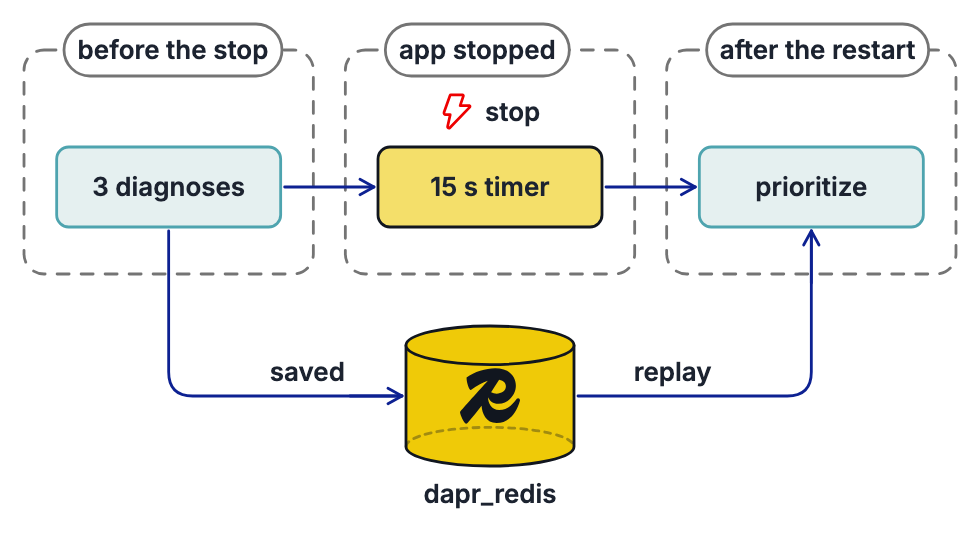 before the stop
app stopped
after the restart
stop
3 diagnoses
15 s timer
prioritize
saved
replay
dapr_redis